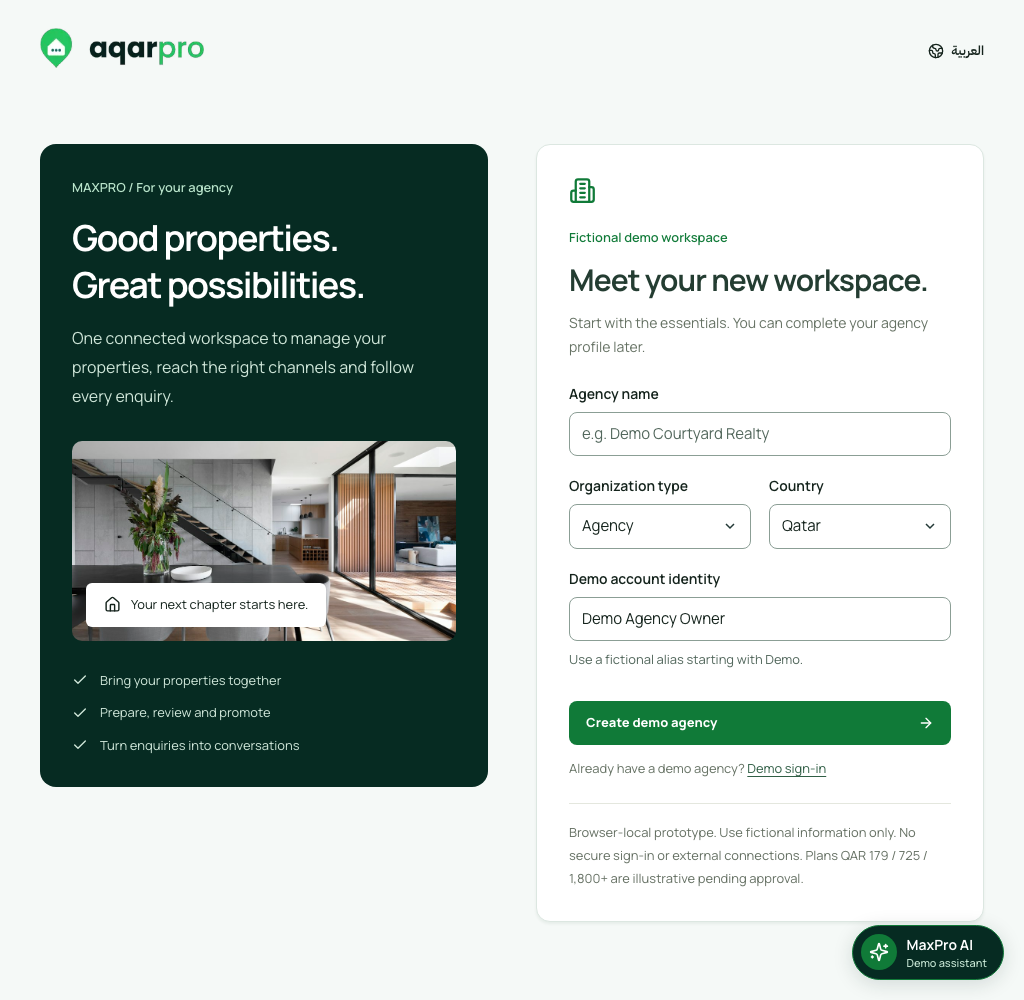 aqarpro
العربية
MAXPRO / For your agency
Good properties.
Great possibilities.
One connected workspace to manage your
properties, reach the right channels and follow
every enquiry.
Your next chapter starts here.
Bring your properties together
Prepare, review and promote
Turn enquiries into conversations
Fictional demo workspace
Meet your new workspace.
Start with the essentials. You can complete your agency
profile later.
Agency name
e.g. Demo Courtyard Realty
Organization type
Country
Agency
Qatar
Demo account identity
Demo Agency Owner
Use a fictional alias starting with Demo.
Create demo agency
Already have a demo agency? Demo sign-in
Browser-local prototype. Use fictional information only. No
secure sign-in or external connections. Plans QAR 179 / 725 /
1,800+ are illustrative pending approval.
MaxPro AI
Demo assistant